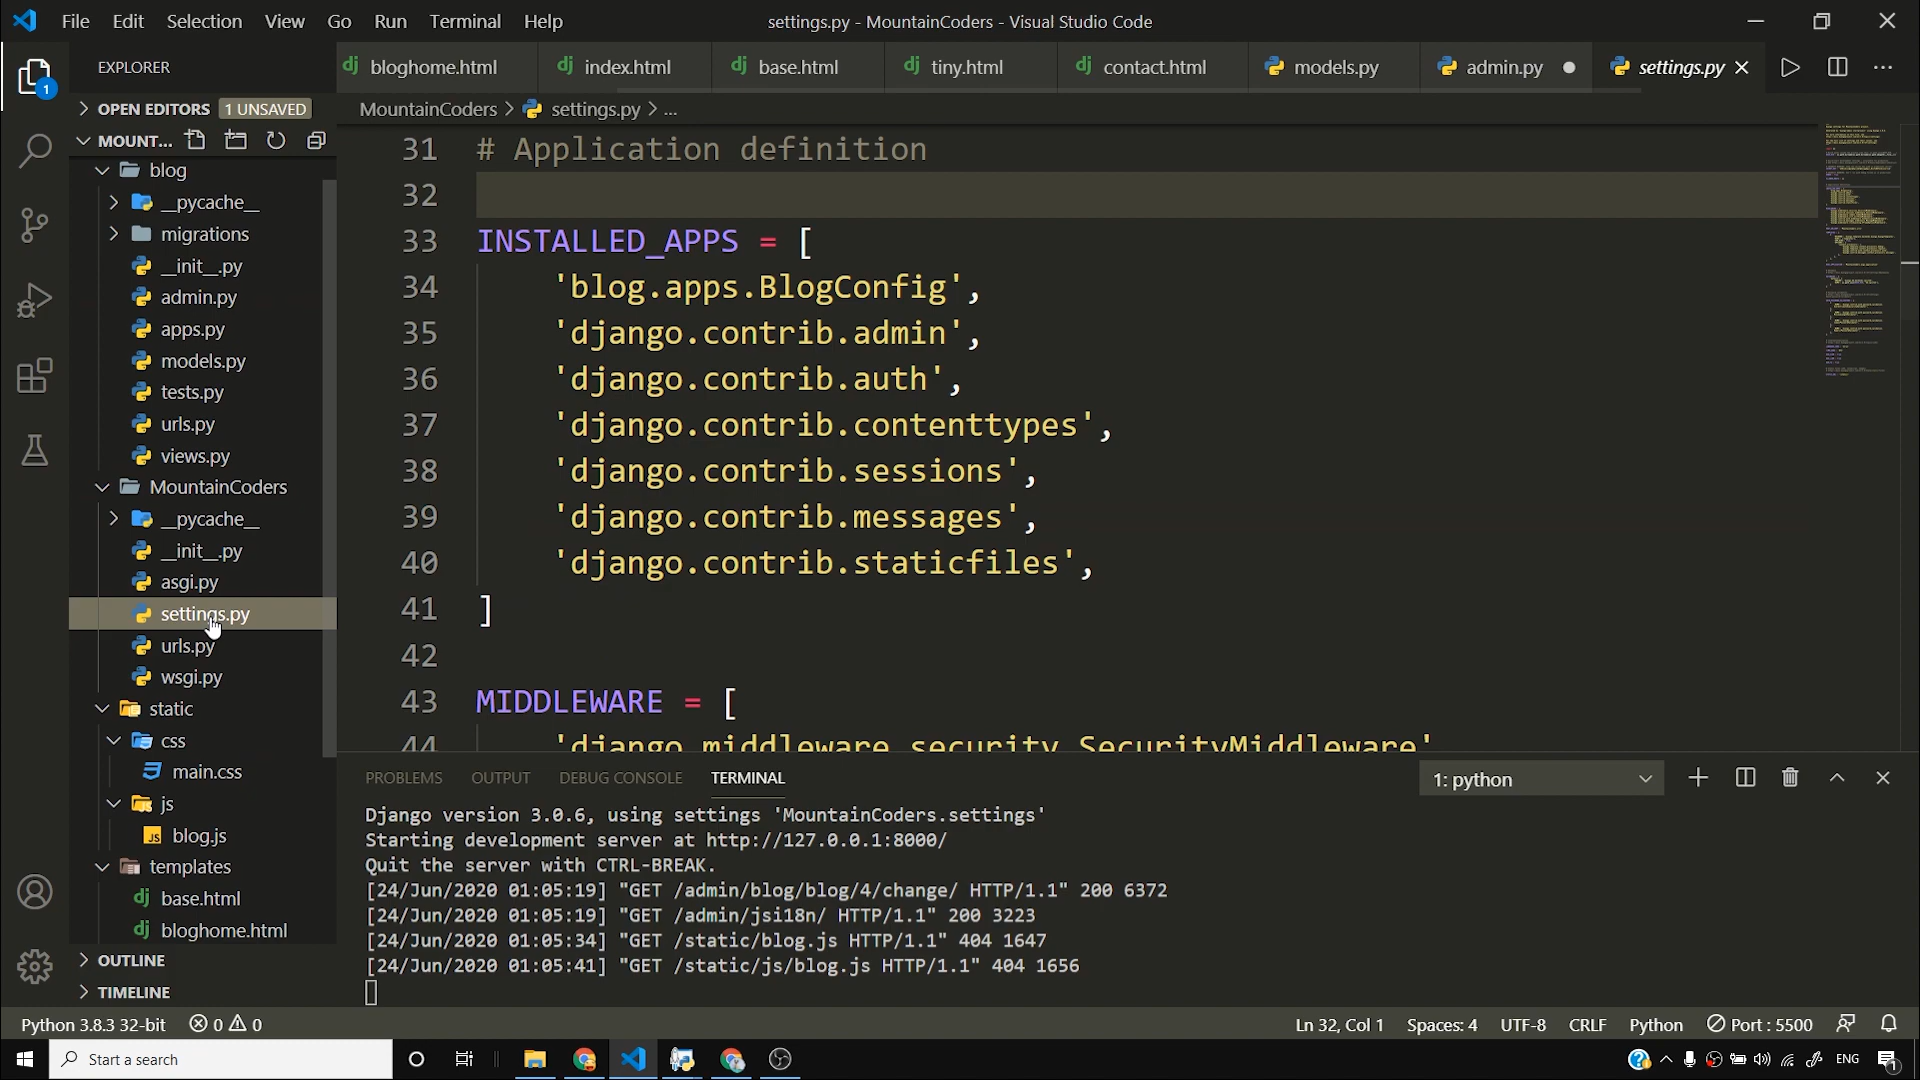 File Edit Selection View Go Run Terminal Help
settings.py - MountainCoders - Visual Studio Code
EXPLORER
bloghome.html
index.html
base.html
tiny.html
contact.html
models.py
admin.py
settings.py
1
OPEN EDITORS 1 UNSAVED
MountainCoders > settings.py > ...
MOUNT...
blog
__pycache__
migrations
__init__.py
admin.py
apps.py
models.py
tests.py
urls.py
views.py
MountainCoders
__pycache__
__init__.py
asgi.py
settings.py
urls.py
wsgi.py
static
css
main.css
js
JS blog.js
templates
dj base.html
dj bloghome.html
OUTLINE
TIMELINE
31 # Application definition
32
33 INSTALLED_APPS = [
34 'blog.apps.BlogConfig',
35 'django.contrib.admin',
36 'django.contrib.auth',
37 'django.contrib.contenttypes',
38 'django.contrib.sessions',
39 'django.contrib.messages',
40 'django.contrib.staticfiles',
41 ]
42
43 MIDDLEWARE = [
44 'django.middleware.security.SecurityMiddleware'
PROBLEMS OUTPUT DEBUG CONSOLE TERMINAL
1: python
Django version 3.0.6, using settings 'MountainCoders.settings'
Starting development server at http://127.0.0.1:8000/
Quit the server with CTRL-BREAK.
[24/Jun/2020 01:05:19] "GET /admin/blog/blog/4/change/ HTTP/1.1" 200 6372
[24/Jun/2020 01:05:19] "GET /admin/jsi18n/ HTTP/1.1" 200 3223
[24/Jun/2020 01:05:34] "GET /static/blog.js HTTP/1.1" 404 1647
[24/Jun/2020 01:05:41] "GET /static/js/blog.js HTTP/1.1" 404 1656
Python 3.8.3 32-bit 0 0
Ln 32, Col 1 Spaces: 4 UTF-8 CRLF Python Port : 5500
Start a search
ENG
1